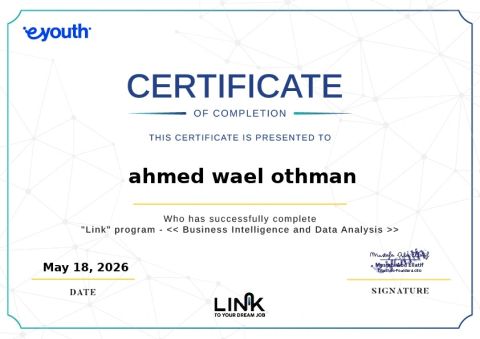 eyouth
CERTIFICATE
OF COMPLETION
THIS CERTIFICATE IS PRESENTED TO
ahmed wael othman
Who has successfully complete
"Link" program - << Business Intelligence and Data Analysis >>
May 18, 2026
DATE
SIGNATURE
LINK
TO YOUR DREAM JOB